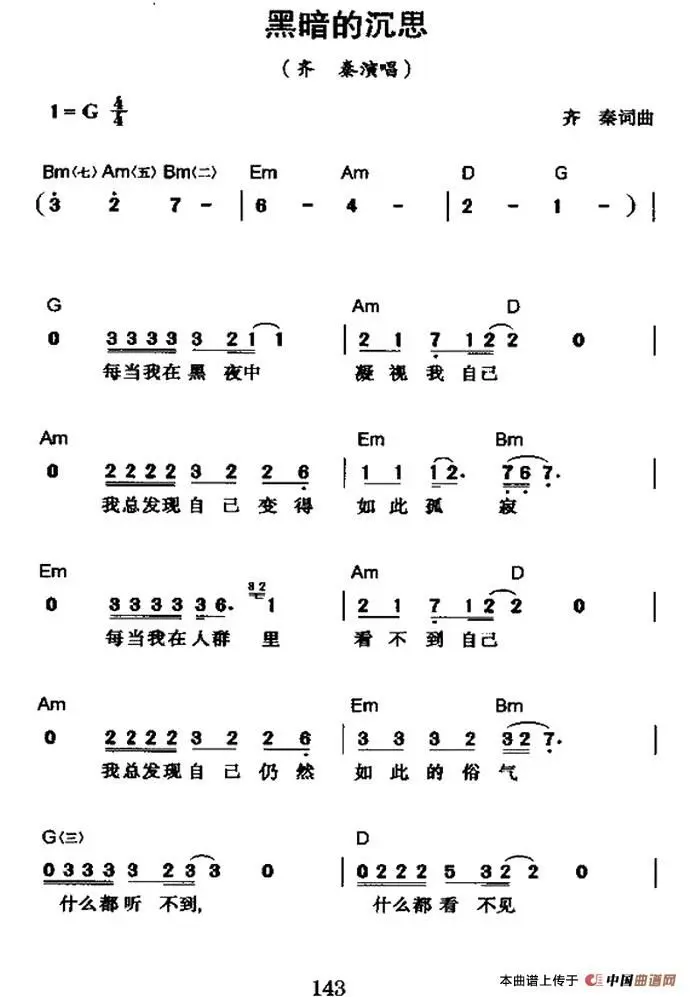 黑暗的沉思
(齐 秦演唱)
1=G 4/4
齐 秦词曲
Bm〈七〉 Am〈五〉 Bm〈二〉 Em Am D G
( 3 2 7 - | 6 - 4 - | 2 - 1 - ) |
G Am D
0 3 3 3 3 3 2 1 1 | 2 1 7 1 2 2 0 |
每当我在黑 夜中 凝 视 我 自己
Am Em Bm
0 2 2 2 2 3 2 2 6 | 1 1 1 2. 7 6 7. |
我总发现自 己 变 得 如 此 孤 寂
Em Am D
0 3 3 3 3 3 6. 3 2 1 | 2 1 7 1 2 2 0 |
每当我在人群 里 看 不 到 自己
Am Em Bm
0 2 2 2 2 3 2 2 6 | 3 3 3 2 3 2 7. |
我总发现自 己 仍 然 如 此 的 俗 气
G〈三〉 D
0 3 3 3 3 2 3 3 0 | 0 2 2 2 5 3 2 2 0 |
什么都听 不到, 什么都看 不见
143
本曲谱上传于 中国曲谱网